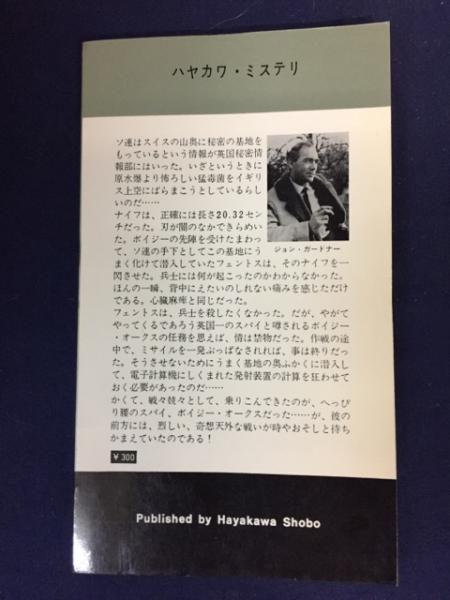 ハヤカワ・ミステリ
ソ連はスイスの山奥に秘密の基地を
もっているという情報が英国秘密情
報部にはいった。いざというときに
原水爆より怖ろしい猛毒菌をイギリ
ス上空にばらまこうとしているらし
いのだ……
ナイフは、正確には長さ20.32セン
チだった。刃が闇のなかできらめい
た。ボイジーの先陣を受けたまわっ
て、ソ連の手下としてこの基地にう
まく化けて潜入していたフェントスは、そのナイフを一
閃させた。兵士には何が起こったのかわからなかった。
ほんの一瞬、背中にえたいのしれない痛みを感じただけ
である。心臓麻痺と同じだった。
フェントスは、兵士を殺したくなかった。だが、やがて
やってくるであろう英国一のスパイと噂されるボイジー
・オークスの任務を思えば、情は禁物だった。作戦の途
中で、ミサイルを一発ぶっぱなされれば、事は終りだっ
た。そうさせないためにうまく基地の奥ふかくに潜入し
て、電子計算機にしくまれた発射装置の計算を狂わせて
おく必要があったのだ……
かくて、戦々兢々として、乗りこんできたのが、へっぴ
り腰のスパイ、ボイジー・オークスだった……が、彼の
前方には、烈しい、奇想天外な戦いが時やおそしと待ち
かまえていたのである!
ジョン・ガードナー
¥300
Published by Hayakawa Shobo